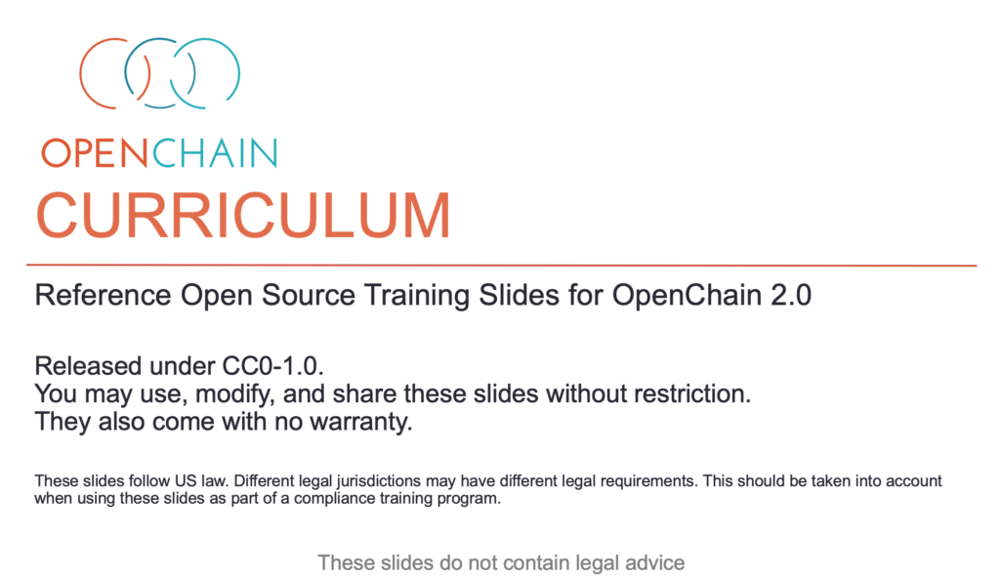 OPENCHAIN
CURRICULUM
Reference Open Source Training Slides for OpenChain 2.0
Released under CC0-1.0.
You may use, modify, and share these slides without restriction.
They also come with no warranty.
These slides follow US law. Different legal jurisdictions may have different legal requirements. This should be taken into account
when using these slides as part of a compliance training program.
These slides do not contain legal advice